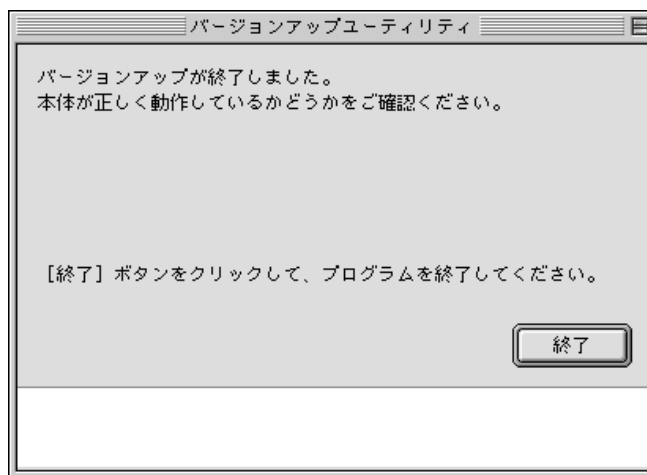 バージョンアップユーティリティ
バージョンアップが終了しました。
本体が正しく動作しているかどうかをご確認ください。
［終了］ボタンをクリックして、プログラムを終了してください。
終了